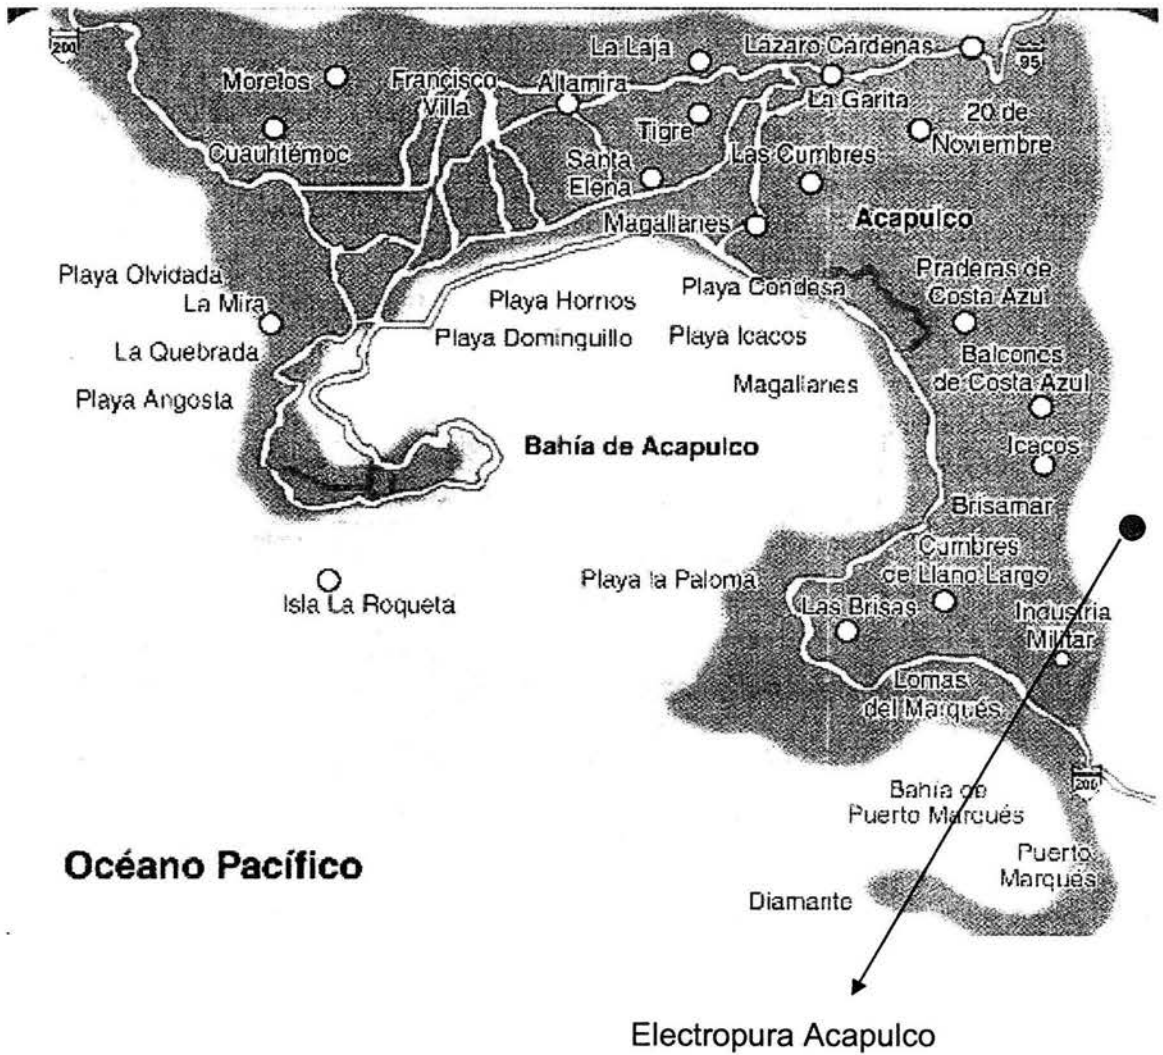 200
La Laja
Lázaro Cárdenas
95
Morelos
Francisco
Villa
Altamira
La Garita
20 de
Noviembre
Tigre
Cuauhtémoc
Santa
Elena
Las Cumbres
Magallanes
Acapulco
Playa Olvidada
La Mira
Playa Hornos
Playa Condesa
Praderas de
Costa Azul
La Quebrada
Playa Dominguillo
Playa Icacos
Balcones
de Costa Azul
Playa Angosta
Magallanes
Bahía de Acapulco
Icacos
Brisamar
Playa la Paloma
Cumbres
de Llano Largo
Isla La Roqueta
Las Brisas
Industria
Militar
Lomas
del Marqués
200
Bahía de
Puerto Marqués
Océano Pacífico
Puerto
Marqués
Diamante
Electropura Acapulco